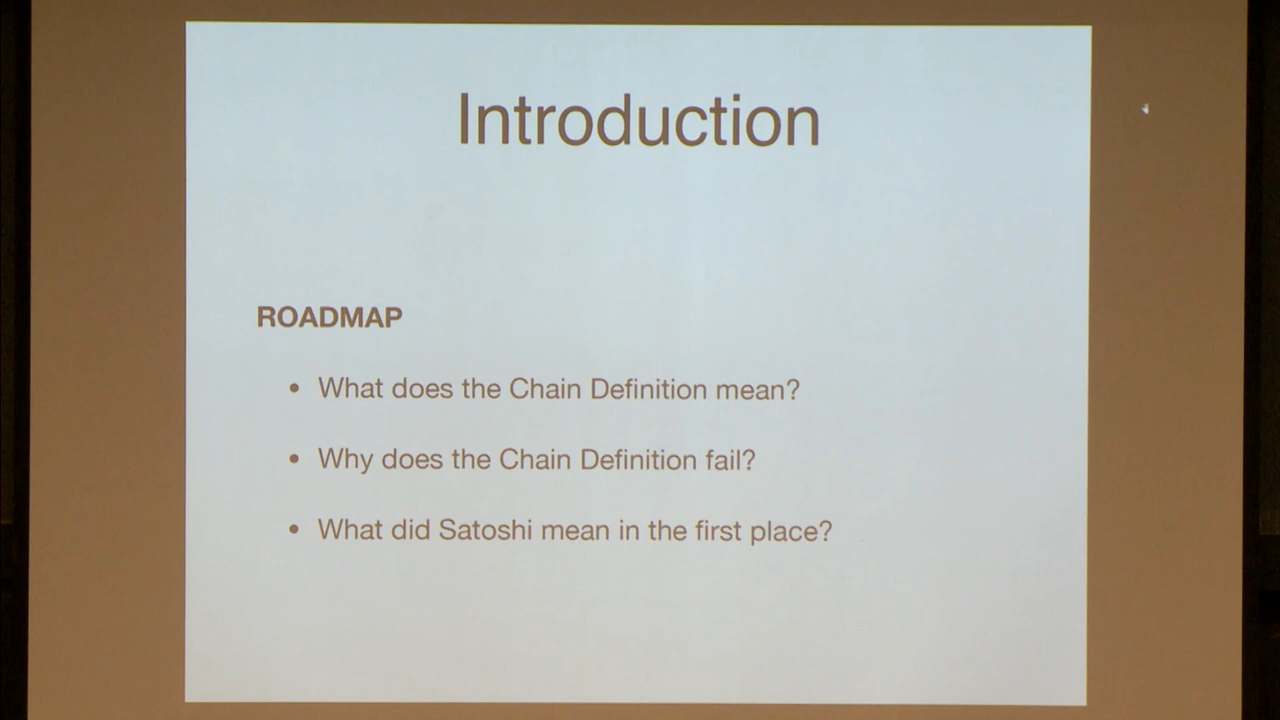 Introduction
ROADMAP
• What does the Chain Definition mean?
• Why does the Chain Definition fail?
• What did Satoshi mean in the first place?